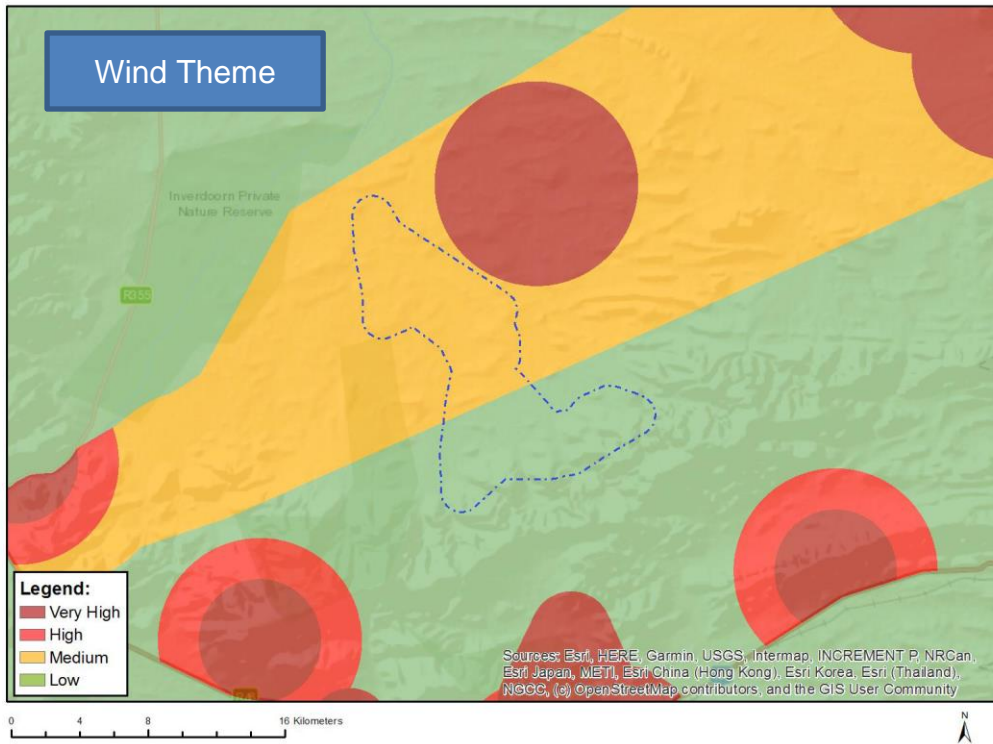 Wind Theme
Inverdoorn Private
Nature Reserve
R355
Legend:
Very High
High
Medium
Low
Sources: Esri, HERE, Garmin, USGS, Intermap, INCREMENT P, NRCan,
Esri Japan, METI, Esri China (Hong Kong), Esri Korea, Esri (Thailand),
NGCC, (c) OpenStreetMap contributors, and the GIS User Community
0 4 8 16 Kilometers
N